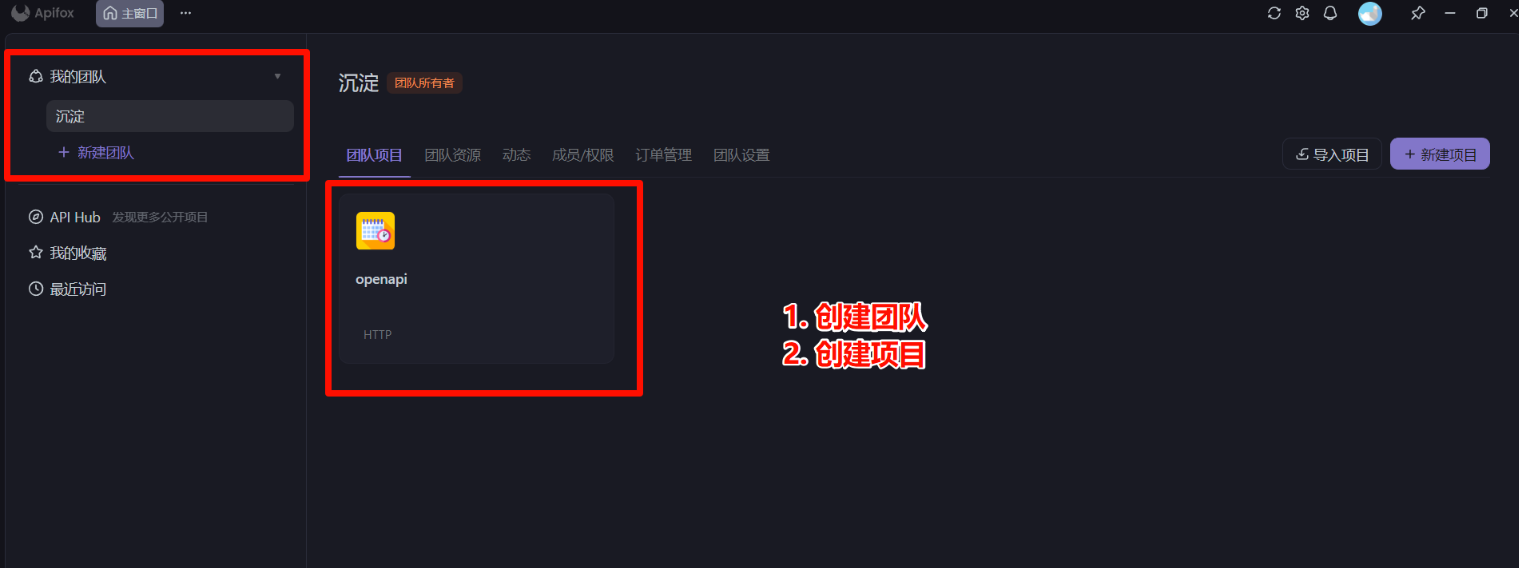 Apifox 主窗口 ···
我的团队
沉淀
+ 新建团队
API Hub 发现更多公开项目
我的收藏
最近访问
沉淀 团队所有者
团队项目 团队资源 动态 成员/权限 订单管理 团队设置
导入项目 + 新建项目
openapi
HTTP
1. 创建团队
2. 创建项目